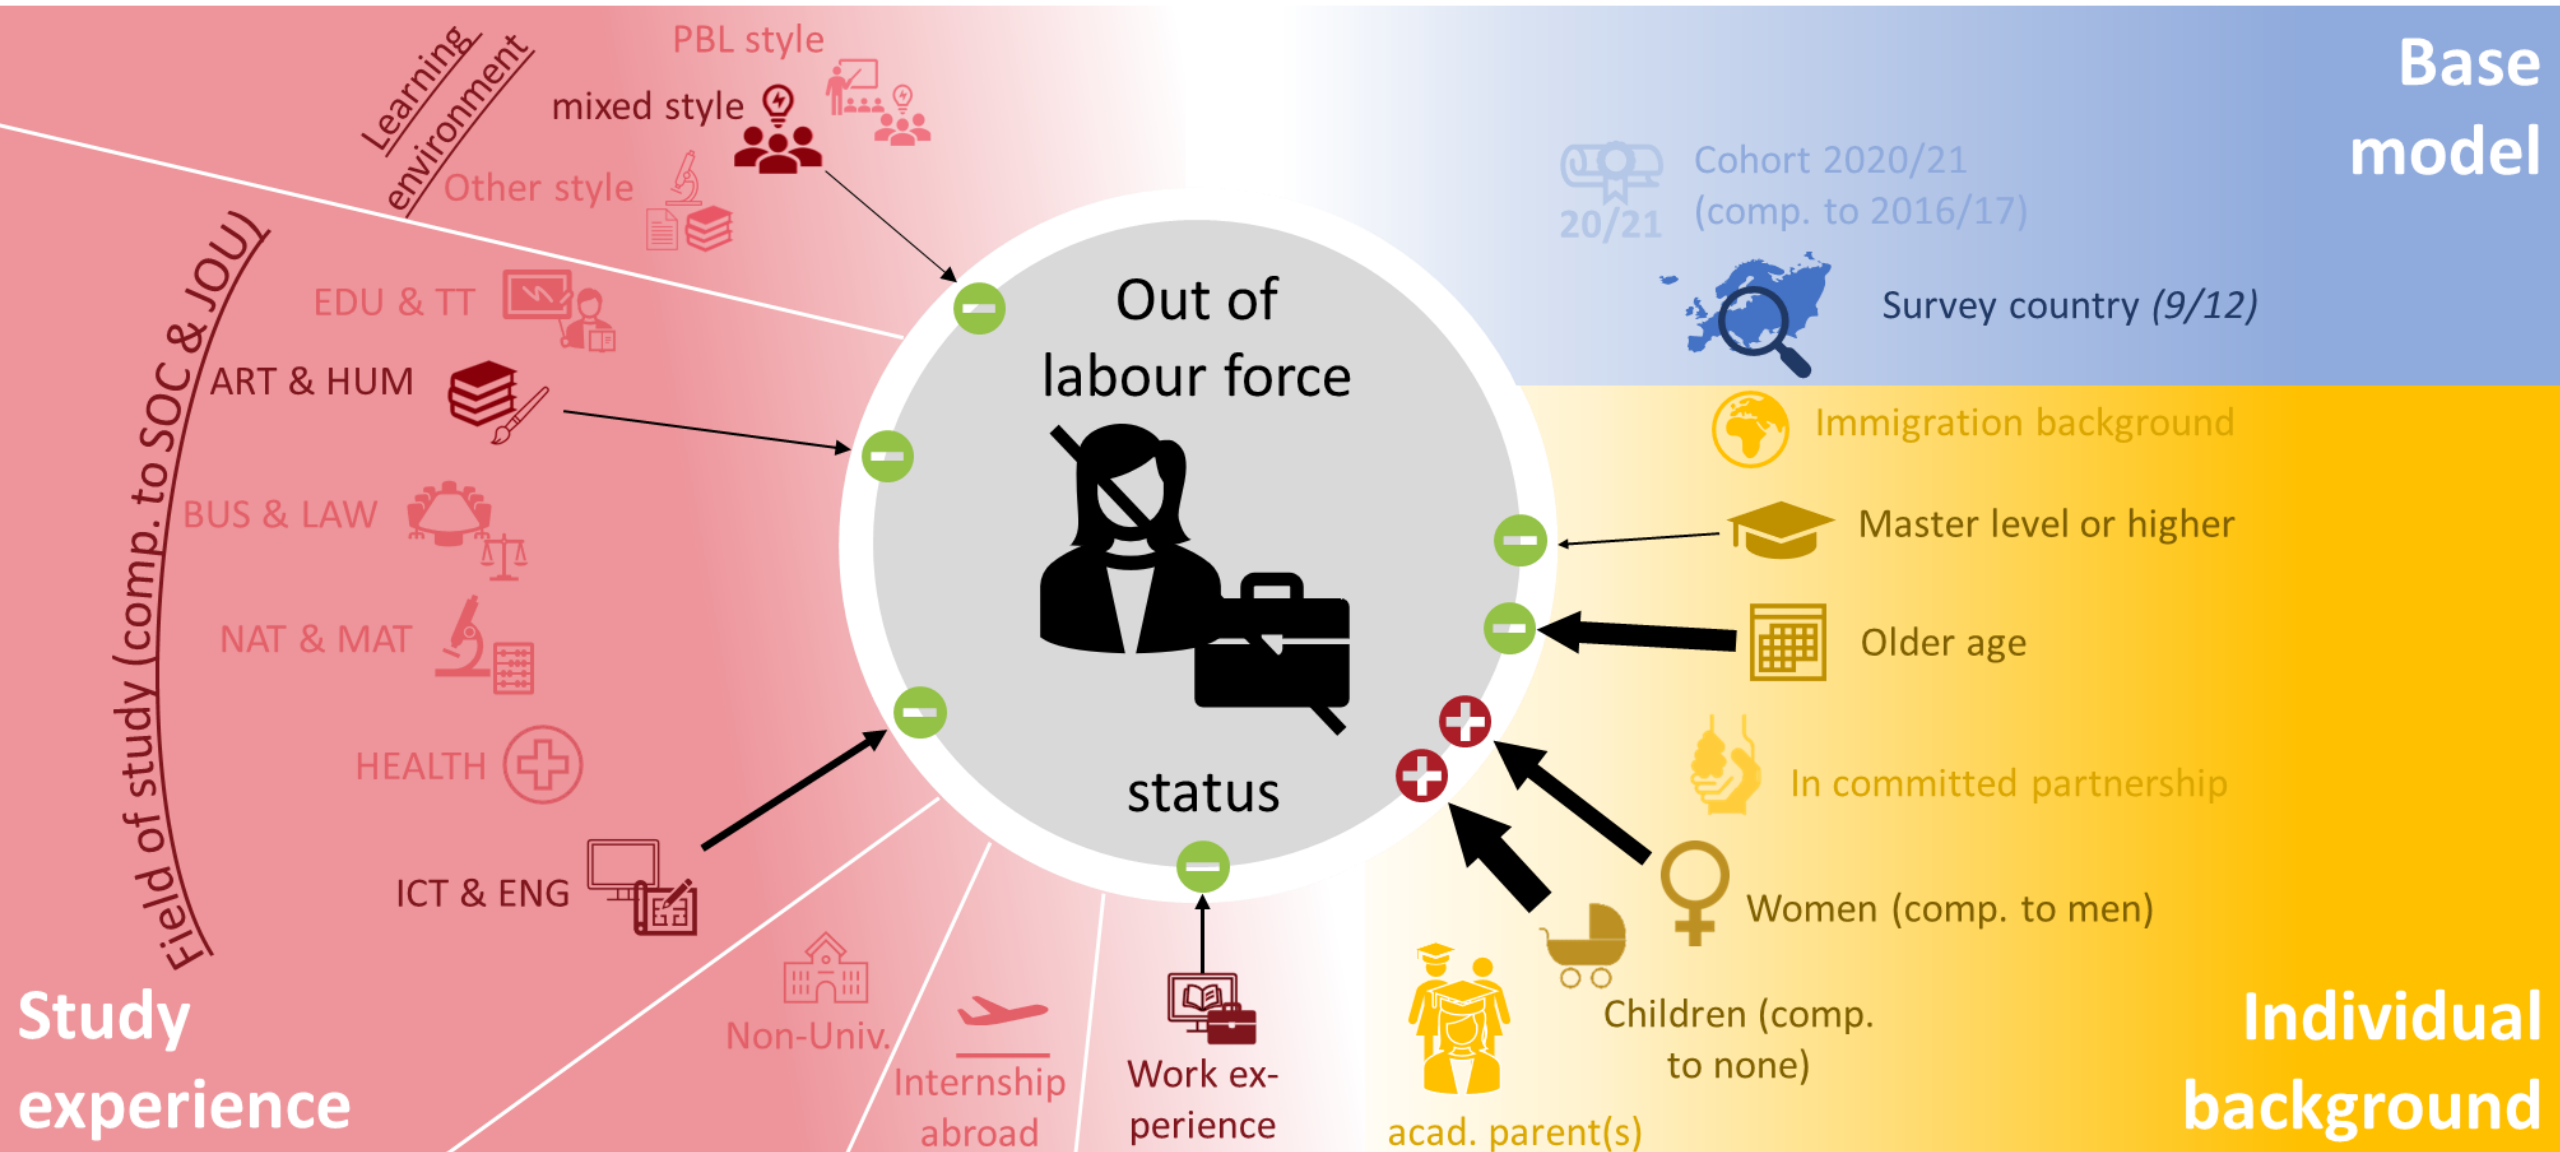 Learning
environment
PBL style
mixed style
Other style
Field of study (comp. to SOC & JOU)
EDU & TT
ART & HUM
BUS & LAW
NAT & MAT
HEALTH
ICT & ENG
Non-Univ.
Internship
abroad
Work ex-
perience
Study
experience
Out of
labour force
status
Base
model
20/21
Cohort 2020/21
(comp. to 2016/17)
Survey country (9/12)
Immigration background
Master level or higher
Older age
In committed partnership
Women (comp. to men)
Children (comp.
to none)
acad. parent(s)
Individual
background